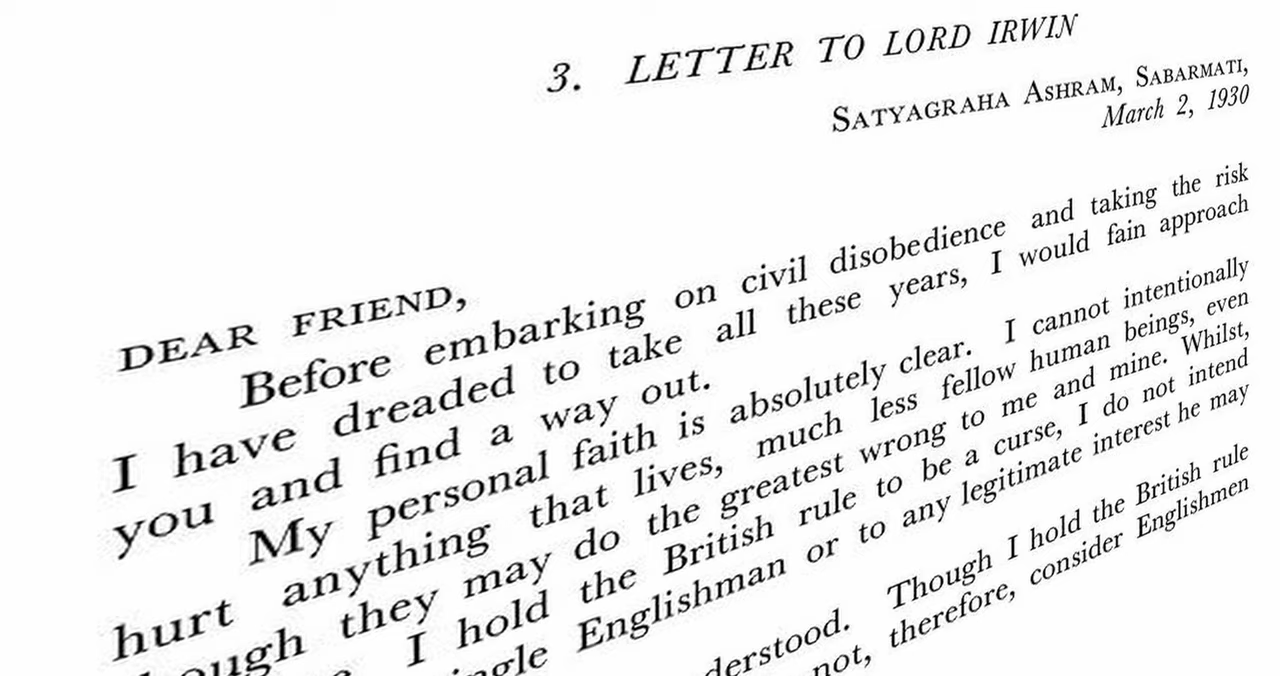 3. LETTER TO LORD IRWIN
SATYAGRAHA ASHRAM, SABARMATI,
March 2, 1930
DEAR FRIEND,
Before embarking on civil disobedience and taking the risk
I have dreaded to take all these years, I would fain approach
you and find a way out.
My personal faith is absolutely clear. I cannot intentionally
hurt anything that lives, much less fellow human beings, even
they may do the greatest wrong to me and mine. Whilst,
I hold the British rule to be a curse, I do not intend
Englishman or to any legitimate interest he may
Though I hold the British rule
not, therefore, consider Englishmen